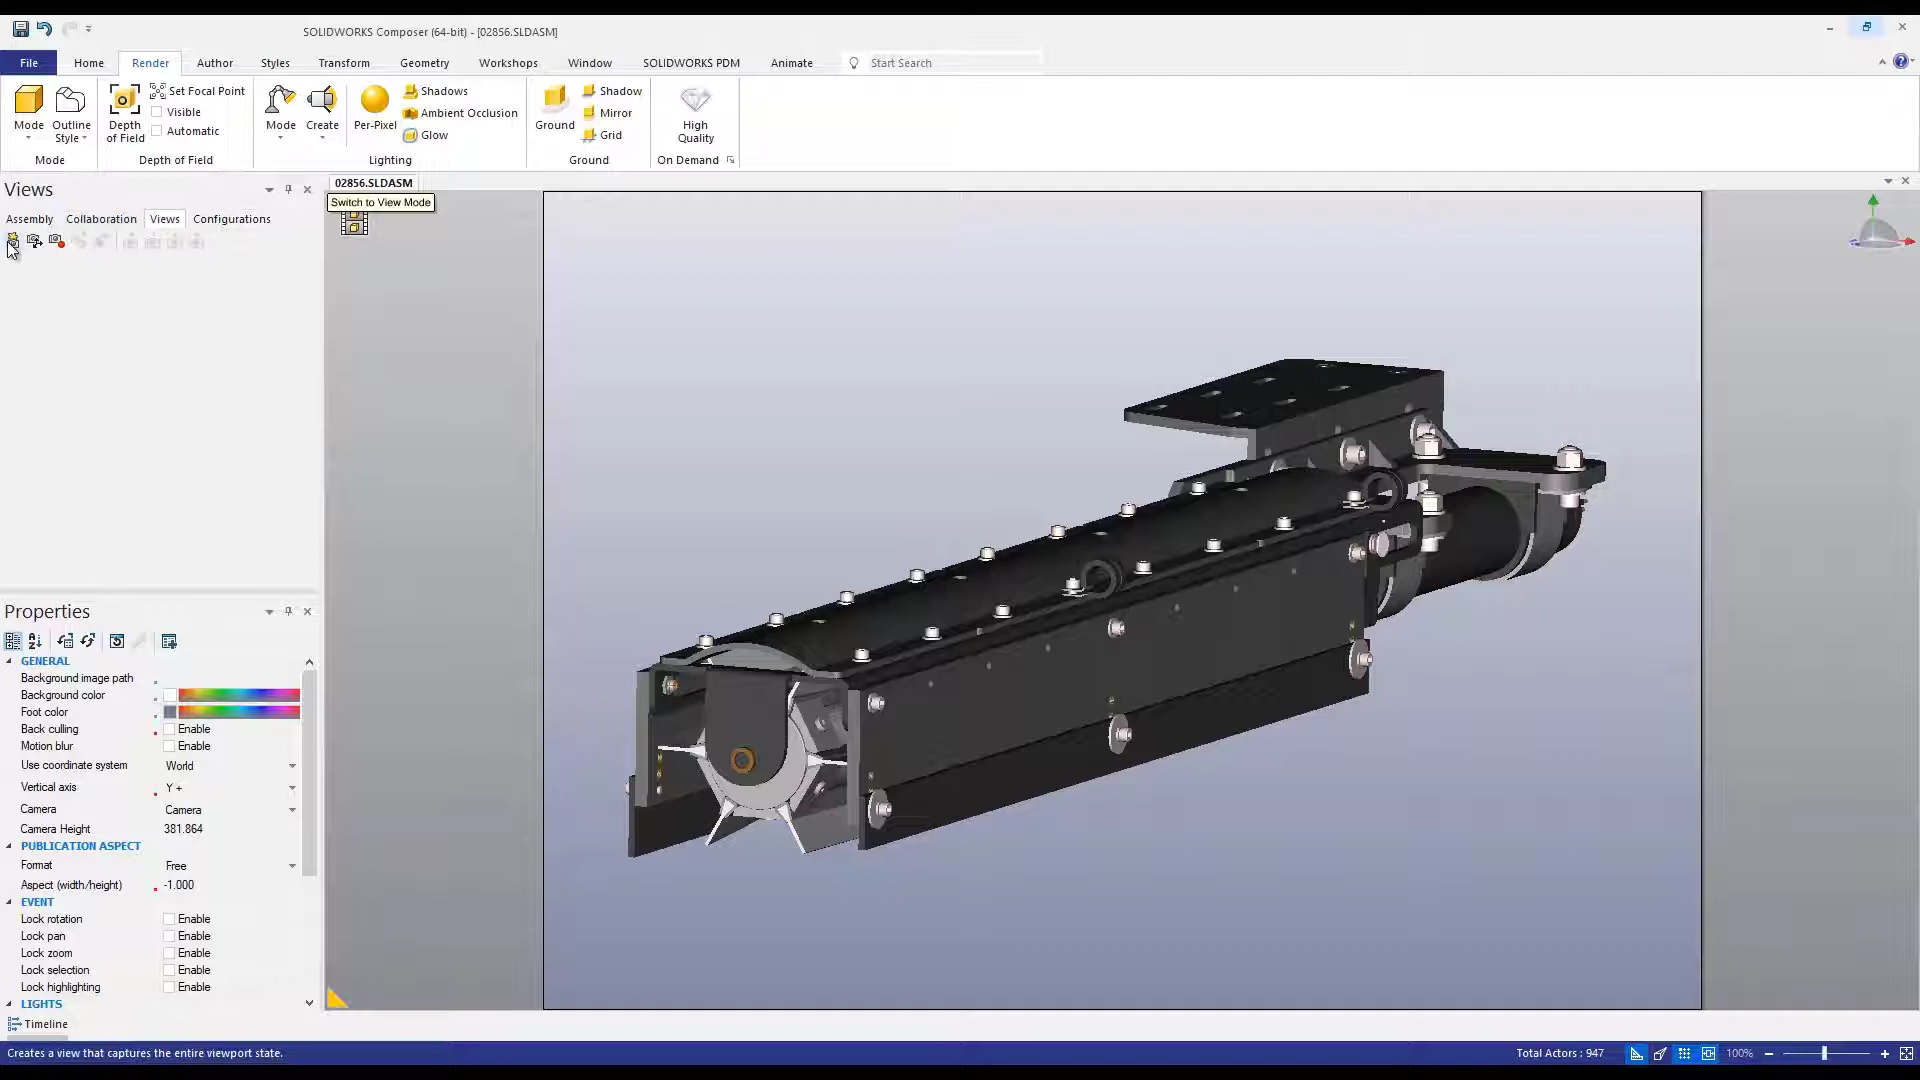 SOLIDWORKS Composer (64-bit) - [02856.SLDASM]
File Home Render Author Styles Transform Geometry Workshops Window SOLIDWORKS PDM Animate Start Search
Mode
Outline Style
Mode
Depth of Field
Set Focal Point
Visible
Automatic
Depth of Field
Mode
Create
Per-Pixel
Shadows
Ambient Occlusion
Glow
Lighting
Ground
Shadow
Mirror
Grid
Ground
High Quality
On Demand
Views
Assembly Collaboration Views Configurations
02856.SLDASM
Switch to View Mode
Properties
GENERAL
Background image path
Background color
Foot color
Back culling Enable
Motion blur Enable
Use coordinate system World
Vertical axis Y +
Camera Camera
Camera Height 381.864
PUBLICATION ASPECT
Format Free
Aspect (width/height) -1.000
EVENT
Lock rotation Enable
Lock pan Enable
Lock zoom Enable
Lock selection Enable
Lock highlighting Enable
LIGHTS
Timeline
Creates a view that captures the entire viewport state. Total Actors : 947 100%